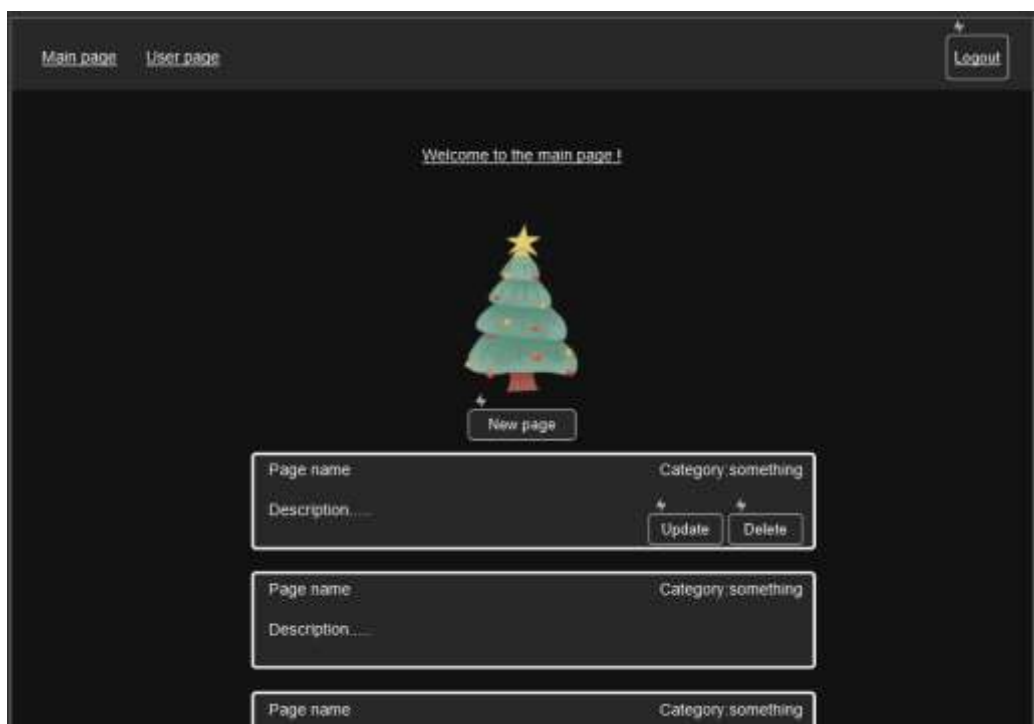 Main page User page Logout
Welcome to the main page !
New page
Page name Category:something
Description.....
Update Delete
Page name Category:something
Description.....
Page name Category:something